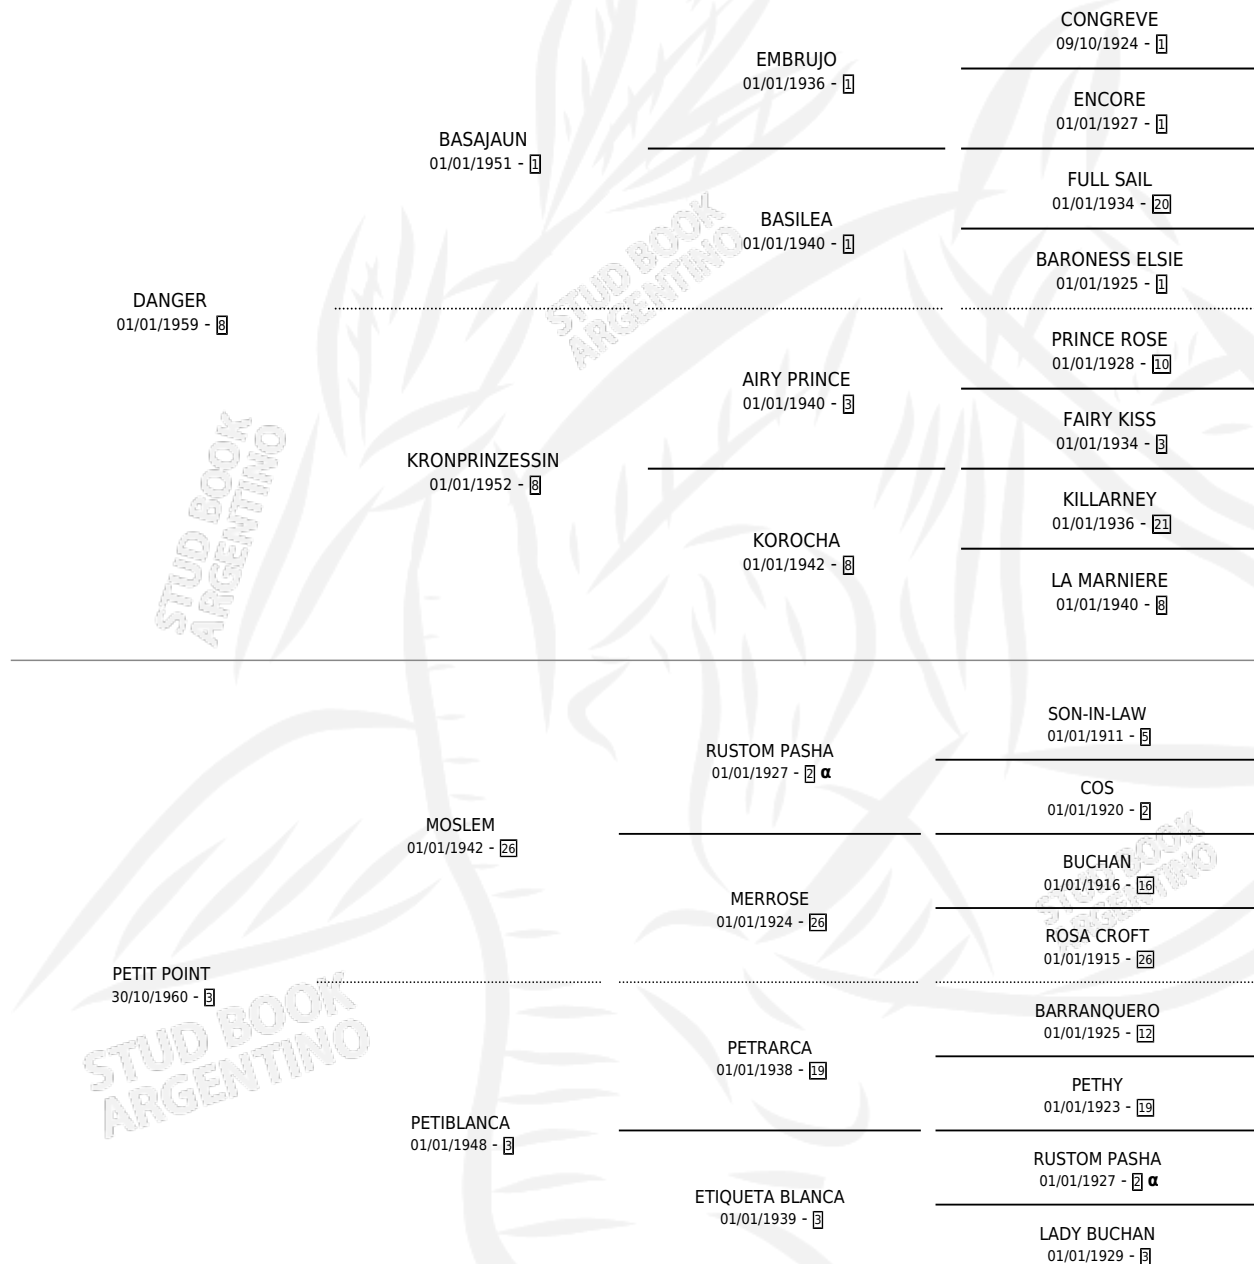 CONGREVE
09/10/1924 - 1
EMBRUJO
01/01/1936 - 1
ENCORE
01/01/1927 - 1
BASAJAUN
01/01/1951 - 1
FULL SAIL
01/01/1934 - 20
BASILEA
01/01/1940 - 1
BARONESS ELSIE
01/01/1925 - 1
STUD BOOK
ARGENTINO
DANGER
01/01/1959 - 8
PRINCE ROSE
01/01/1928 - 10
AIRY PRINCE
01/01/1940 - 3
FAIRY KISS
01/01/1934 - 3
KRONPRINZESSIN
01/01/1952 - 8
KILLARNEY
01/01/1936 - 21
KOROCHA
01/01/1942 - 8
LA MARNIERE
01/01/1940 - 8
STUD BOOK
ARGENTINO
SON-IN-LAW
01/01/1911 - 5
RUSTOM PASHA
01/01/1927 - 2 α
COS
01/01/1920 - 2
MOSLEM
01/01/1942 - 26
BUCHAN
01/01/1916 - 16
MERROSE
01/01/1924 - 26
ROSA CROFT
01/01/1915 - 26
STUD BOOK
ARGENTINO
PETIT POINT
30/10/1960 - 3
BARRANQUERO
01/01/1925 - 12
PETRARCA
01/01/1938 - 19
PETHY
01/01/1923 - 19
PETIBLANCA
01/01/1948 - 3
RUSTOM PASHA
01/01/1927 - 2 α
ETIQUETA BLANCA
01/01/1939 - 3
LADY BUCHAN
01/01/1929 - 3
STUD BOOK
ARGENTINO